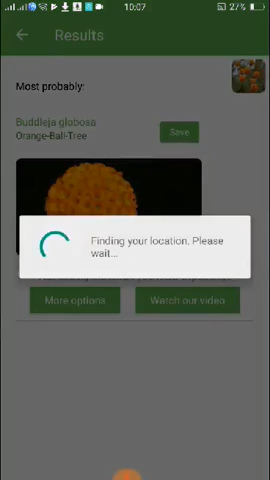 10:07
27%
Results
Most probably:
Buddleja globosa
Orange-Ball-Tree
Save
Finding your location. Please
wait...
More options
Watch our video